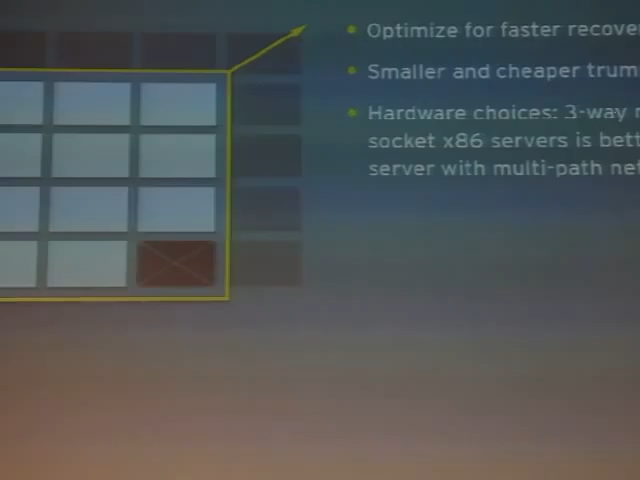 Optimize for faster recove
Smaller and cheaper trum
Hardware choices: 3-way
socket x86 servers is bett
server with multi-path net